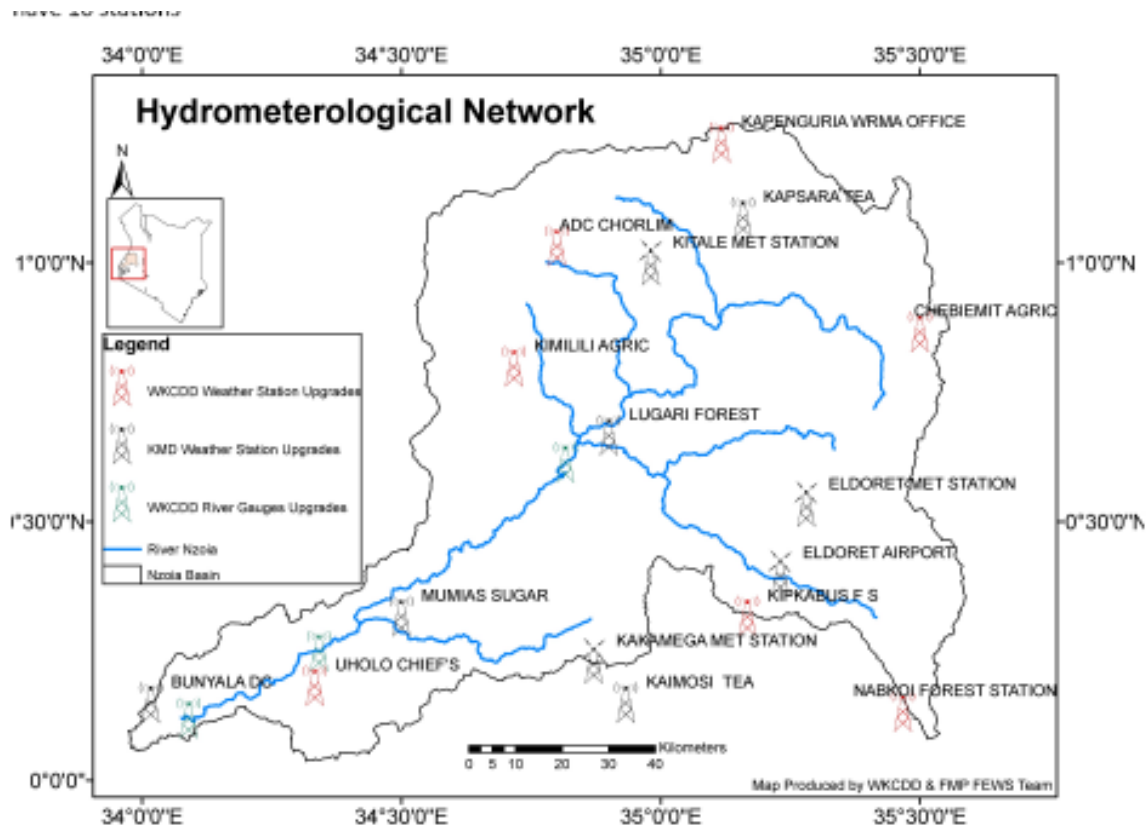 34°0'0"E 34°30'0"E 35°0'0"E 35°30'0"E
Hydrometerological Network
N
KAPENGURIA WRMA OFFICE
KAPSARA TEA
ADC CHORLIM
KITALE MET STATION
1°0'0"N 1°0'0"N
CHEBIEMIT AGRIC
Legend
KIMILILI AGRIC
WKCDD Weather Station Upgrades
LUGARI FOREST
KMD Weather Station Upgrades
ELDORET MET STATION
WKCDD River Gauges Upgrades
°30'0"N 0°30'0"N
River Nzoia
ELDORET AIRPORT
Nzoia Basin
MUMIAS SUGAR
KIPKABUS F S
KAKAMEGA MET STATION
UHOLO CHIEF'S
BUNYALA DC
KAIMOSI TEA
NABKOI FOREST STATION
Kilometers
0 5 10 20 30 40
0°0'0"
Map Produced by WKCDD & FMP FEWS Team
34°0'0"E 34°30'0"E 35°0'0"E 35°30'0"E